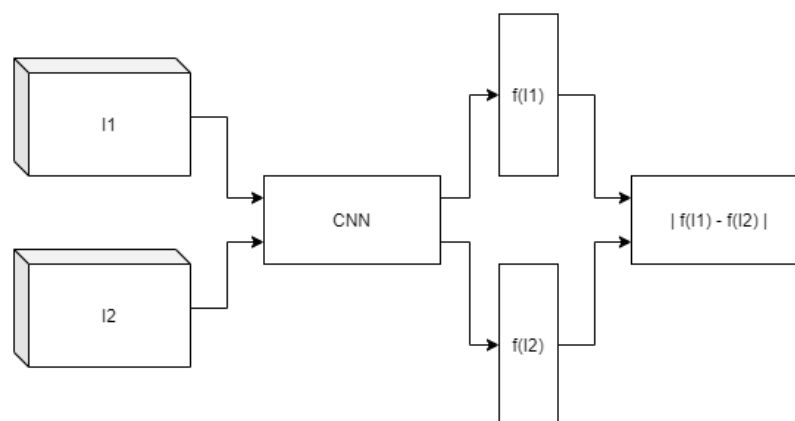 I1
f(I1)
CNN
| f(I1) - f(I2) |
I2
f(I2)